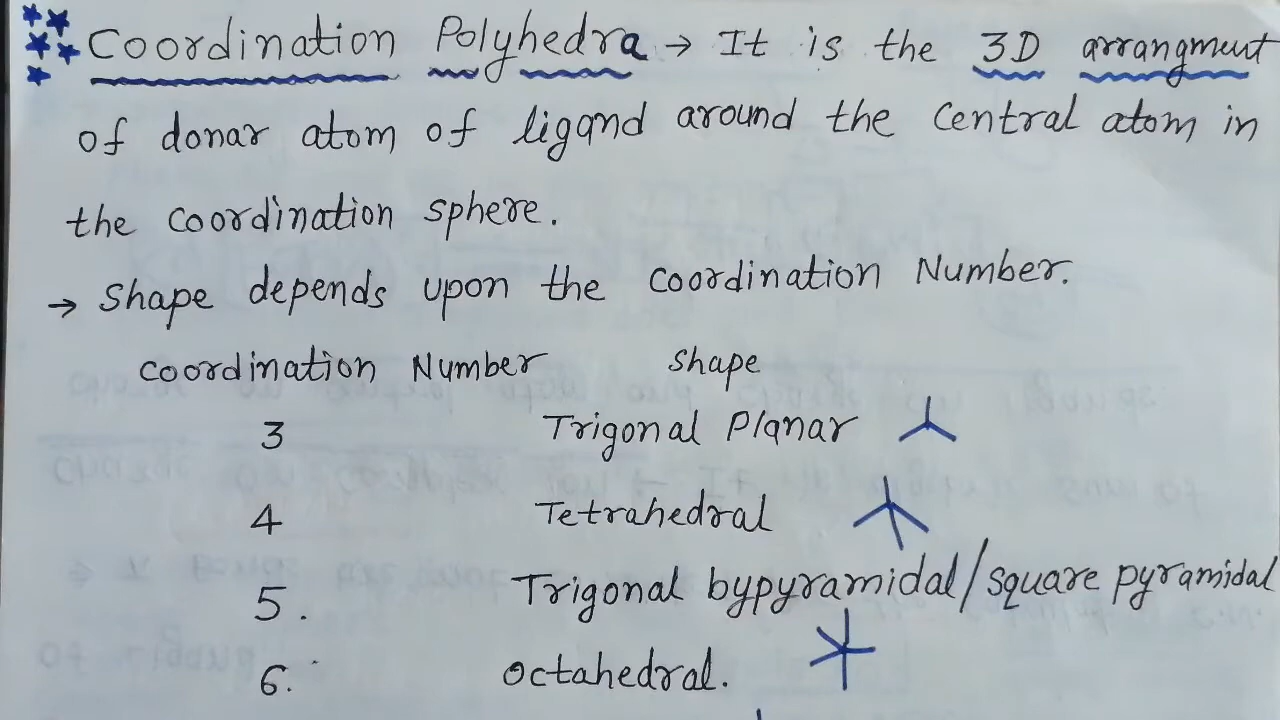 Coordination Polyhedra → It is the 3D arrangment
of donar atom of ligand around the central atom in
the coordination sphere.
→ Shape depends upon the coordination Number.
coordination Number shape
3 Trigonal Planar
4 Tetrahedral
5. Trigonal bypyramidal/square pyramidal
6. Octahedral.